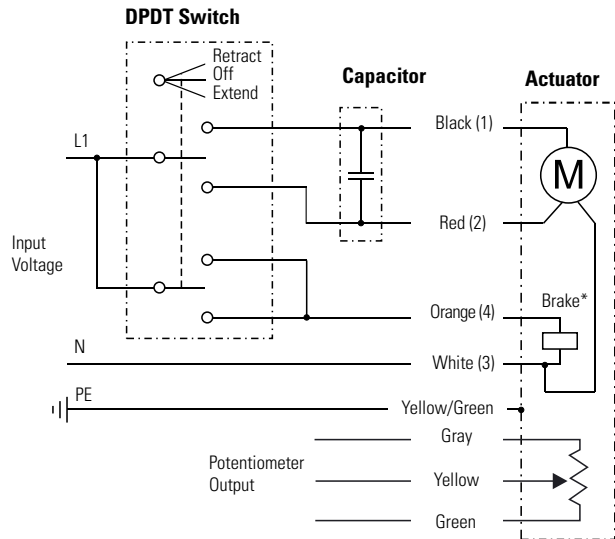 DPDT Switch
Retract
Off
Extend
Capacitor
Actuator
L1
Black (1)
M
Red (2)
Input
Voltage
Orange (4)
Brake*
N
White (3)
PE
Yellow/Green
Gray
Potentiometer
Output
Yellow
Green